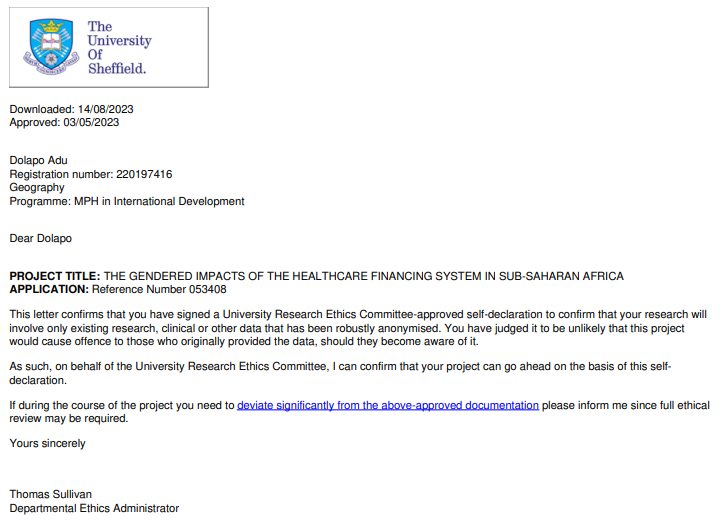 The
University
Of
Sheffield.
Downloaded: 14/08/2023
Approved: 03/05/2023
Dolapo Adu
Registration number: 220197416
Geography
Programme: MPH in International Development
Dear Dolapo
PROJECT TITLE: THE GENDERED IMPACTS OF THE HEALTHCARE FINANCING SYSTEM IN SUB-SAHARAN AFRICA
APPLICATION: Reference Number 053408
This letter confirms that you have signed a University Research Ethics Committee-approved self-declaration to confirm that your research will
involve only existing research, clinical or other data that has been robustly anonymised. You have judged it to be unlikely that this project
would cause offence to those who originally provided the data, should they become aware of it.
As such, on behalf of the University Research Ethics Committee, I can confirm that your project can go ahead on the basis of this self-
declaration.
If during the course of the project you need to deviate significantly from the above-approved documentation please inform me since full ethical
review may be required.
Yours sincerely
Thomas Sullivan
Departmental Ethics Administrator